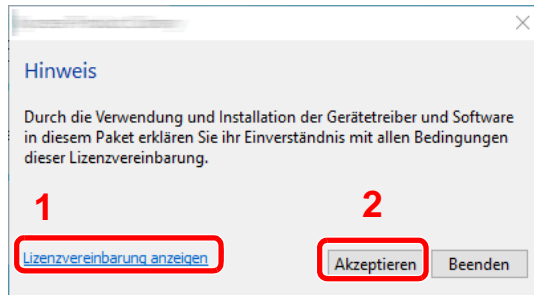 Hinweis
Durch die Verwendung und Installation der Gerätetreiber und Software
in diesem Paket erklären Sie ihr Einverständnis mit allen Bedingungen
dieser Lizenzvereinbarung.
1
2
Lizenzvereinbarung anzeigen
Akzeptieren
Beenden